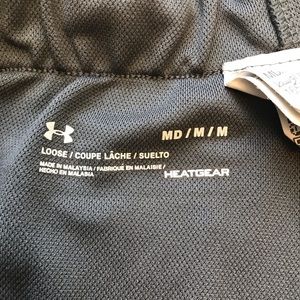 MD / M / M
LOOSE / COUPE LÂCHE / SUELTO
MADE IN MALAYSIA / FABRIQUÉ EN MALAISIE /
HECHO EN MALASIA
HEATGEAR